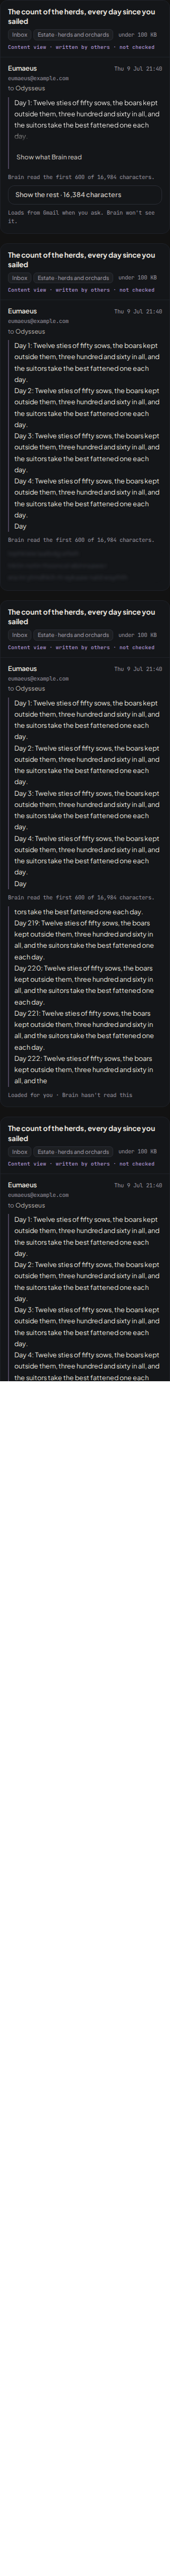 The count of the herds, every day since you
sailed
Inbox Estate · herds and orchards under 100 KB
Content view · written by others · not checked
Eumaeus Thu 9 Jul 21:40
eumaeus@example.com
to Odysseus
Day 1: Twelve sties of fifty sows, the boars kept
outside them, three hundred and sixty in all, and
the suitors take the best fattened one each
day.
Show what Brain read
Brain read the first 600 of 16,984 characters.
Show the rest · 16,384 characters
Loads from Gmail when you ask. Brain won't see
it.
The count of the herds, every day since you
sailed
Inbox Estate · herds and orchards under 100 KB
Content view · written by others · not checked
Eumaeus Thu 9 Jul 21:40
eumaeus@example.com
to Odysseus
Day 1: Twelve sties of fifty sows, the boars kept
outside them, three hundred and sixty in all, and
the suitors take the best fattened one each
day.
Day 2: Twelve sties of fifty sows, the boars kept
outside them, three hundred and sixty in all, and
the suitors take the best fattened one each
day.
Day 3: Twelve sties of fifty sows, the boars kept
outside them, three hundred and sixty in all, and
the suitors take the best fattened one each
day.
Day 4: Twelve sties of fifty sows, the boars kept
outside them, three hundred and sixty in all, and
the suitors take the best fattened one each
day.
Day
Brain read the first 600 of 16,984 characters.
The count of the herds, every day since you
sailed
Inbox Estate · herds and orchards under 100 KB
Content view · written by others · not checked
Eumaeus Thu 9 Jul 21:40
eumaeus@example.com
to Odysseus
Day 1: Twelve sties of fifty sows, the boars kept
outside them, three hundred and sixty in all, and
the suitors take the best fattened one each
day.
Day 2: Twelve sties of fifty sows, the boars kept
outside them, three hundred and sixty in all, and
the suitors take the best fattened one each
day.
Day 3: Twelve sties of fifty sows, the boars kept
outside them, three hundred and sixty in all, and
the suitors take the best fattened one each
day.
Day 4: Twelve sties of fifty sows, the boars kept
outside them, three hundred and sixty in all, and
the suitors take the best fattened one each
day.
Day
Brain read the first 600 of 16,984 characters.
tors take the best fattened one each day.
Day 219: Twelve sties of fifty sows, the boars
kept outside them, three hundred and sixty in
all, and the suitors take the best fattened one
each day.
Day 220: Twelve sties of fifty sows, the boars
kept outside them, three hundred and sixty in
all, and the suitors take the best fattened one
each day.
Day 221: Twelve sties of fifty sows, the boars
kept outside them, three hundred and sixty in
all, and the suitors take the best fattened one
each day.
Day 222: Twelve sties of fifty sows, the boars
kept outside them, three hundred and sixty in
all, and the
Loaded for you · Brain hasn't read this
The count of the herds, every day since you
sailed
Inbox Estate · herds and orchards under 100 KB
Content view · written by others · not checked
Eumaeus Thu 9 Jul 21:40
eumaeus@example.com
to Odysseus
Day 1: Twelve sties of fifty sows, the boars kept
outside them, three hundred and sixty in all, and
the suitors take the best fattened one each
day.
Day 2: Twelve sties of fifty sows, the boars kept
outside them, three hundred and sixty in all, and
the suitors take the best fattened one each
day.
Day 3: Twelve sties of fifty sows, the boars kept
outside them, three hundred and sixty in all, and
the suitors take the best fattened one each
day.
Day 4: Twelve sties of fifty sows, the boars kept
outside them, three hundred and sixty in all, and
the suitors take the best fattened one each